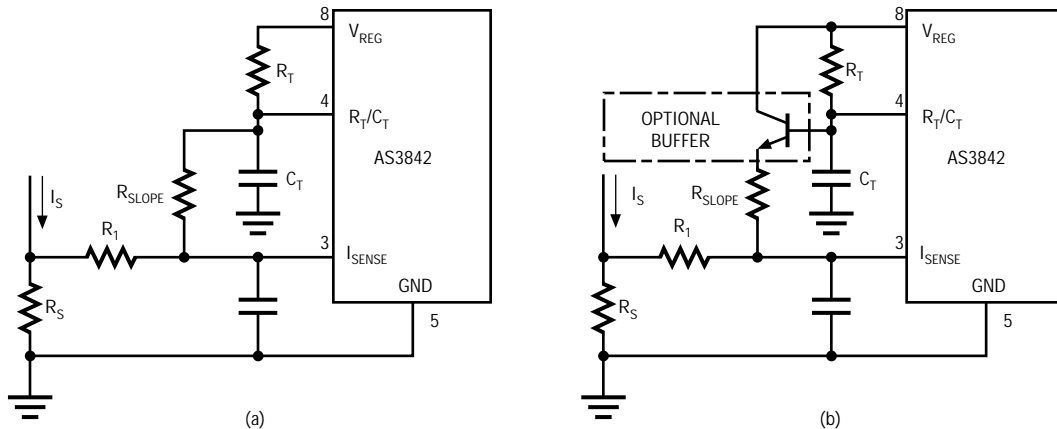 8
V_REG
R_T
4
R_T/C_T
AS3842
R_SLOPE
C_T
I_S
R_1
3
I_SENSE
GND
R_S
5
(a)
8
V_REG
R_T
4
OPTIONAL
BUFFER
R_T/C_T
AS3842
C_T
I_S
R_SLOPE
R_1
3
I_SENSE
GND
R_S
5
(b)